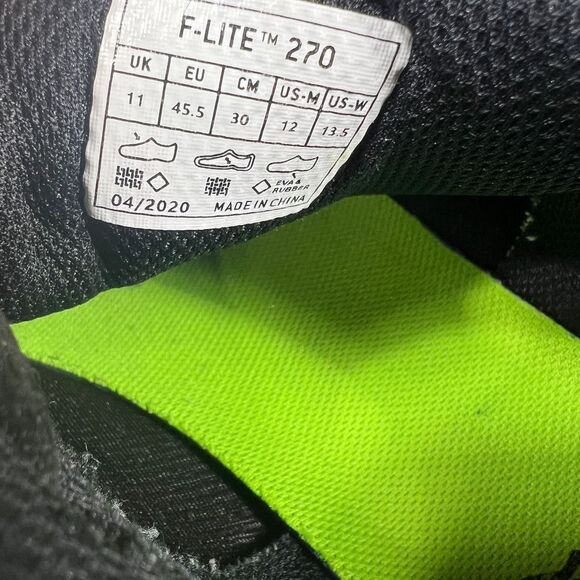 F-LITE™ 270
UK EU CM US-M US-W
11 45.5 30 12 13.5
EVA &
RUBBER
04/2020 MADE IN CHINA